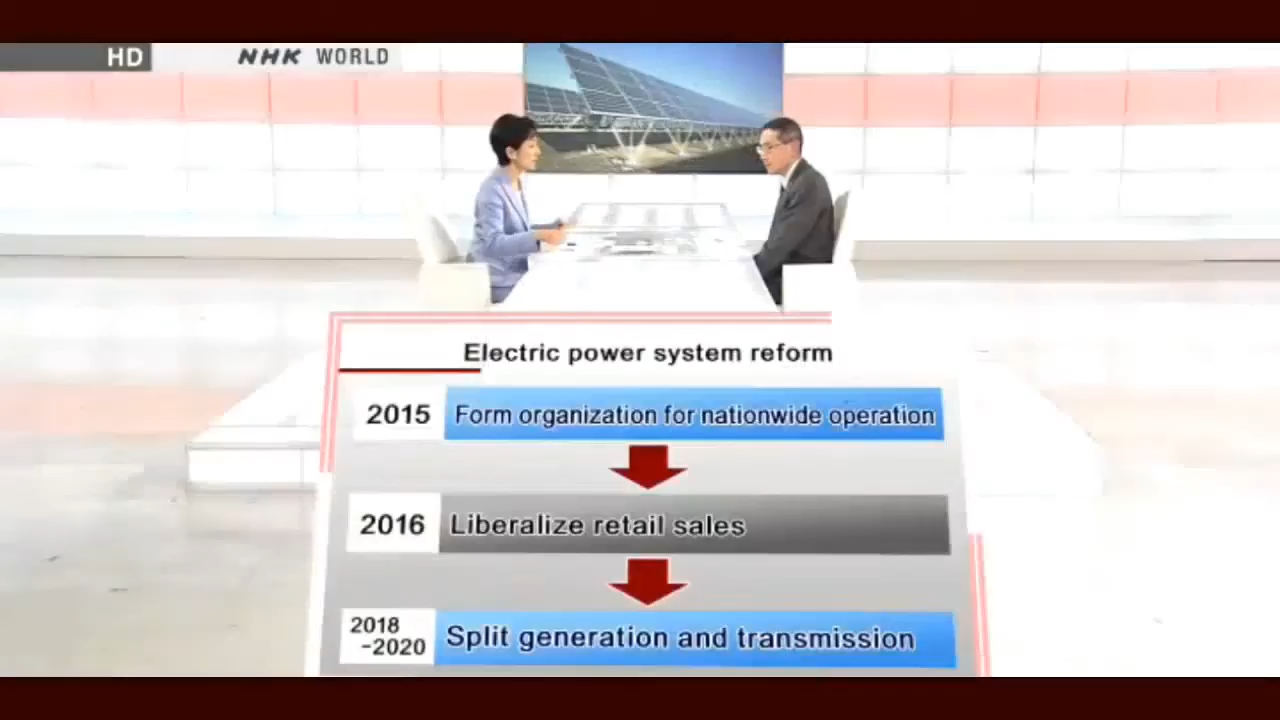 HD
NHK WORLD
Electric power system reform
2015 Form organization for nationwide operation
2016 Liberalize retail sales
2018
-2020 Split generation and transmission